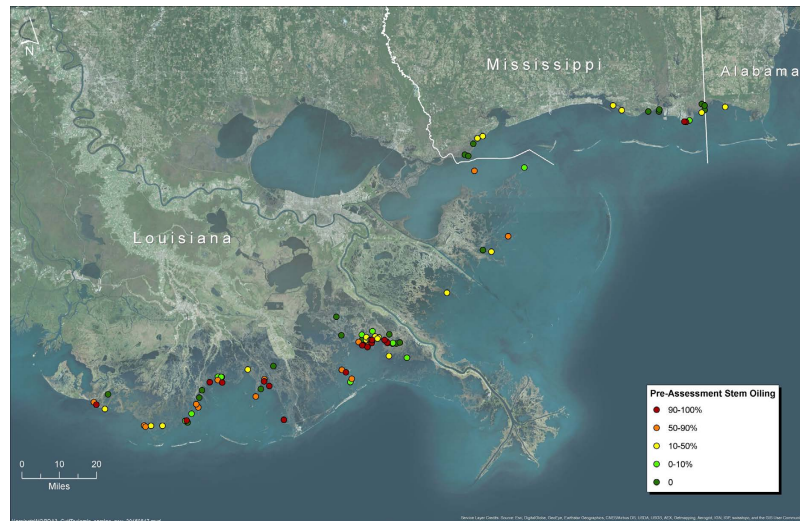 N
Mississippi
Alabama
Louisiana
Pre-Assessment Stem Oiling
90-100%
50-90%
10-50%
0-10%
0
0 10 20
Miles